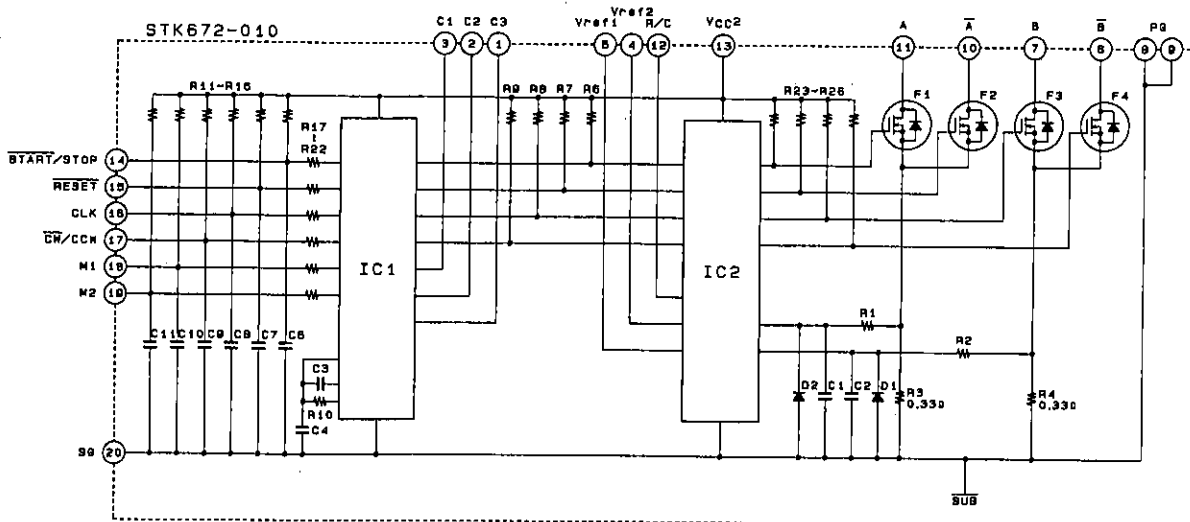 STK672-010
C1 C2 C3
Vref2
Vref1
R/C
VCC2
A
A
B
B
PG
3 2 1
5 4 12
13
11 10 7 6 8 9
R11~R16
R9 R8 R7 R6
R23~R26
F1 F2 F3 F4
R17
~
R22
START/STOP 14
RESET 15
CLK 16
CW/CCW 17
M1 18
M2 19
IC1
IC2
R1
R2
C11 C10 C9 C8 C7 C6
C3
R10
C4
D2 C1 C2 D1
R3
0.33Ω
R4
0.33Ω
SG 20
SUB